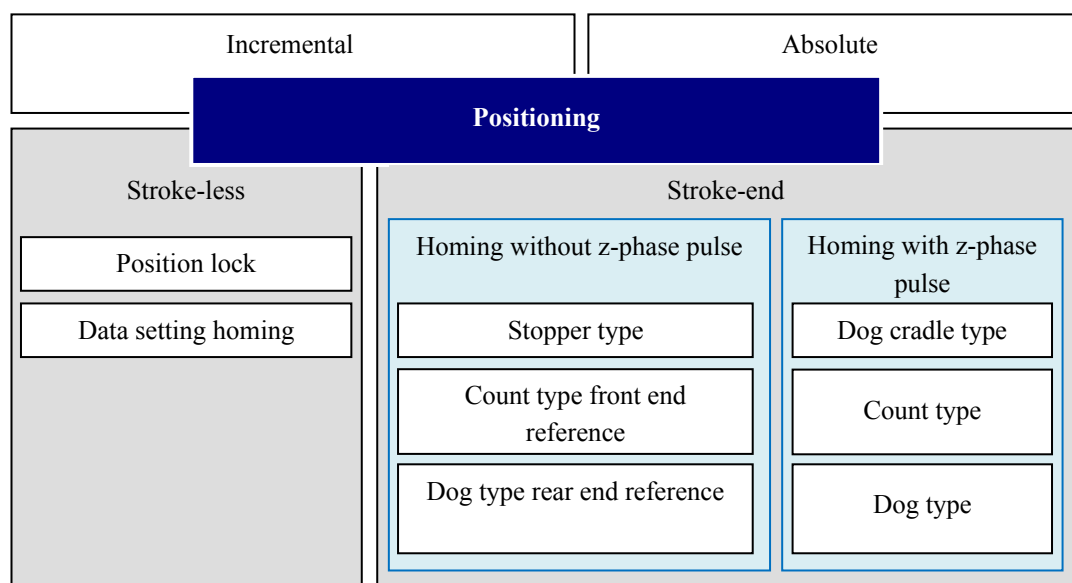 Incremental
Absolute
Positioning
Stroke-less
Position lock
Data setting homing
Stroke-end
Homing without z-phase pulse
Stopper type
Count type front end
reference
Dog type rear end reference
Homing with z-phase
pulse
Dog cradle type
Count type
Dog type